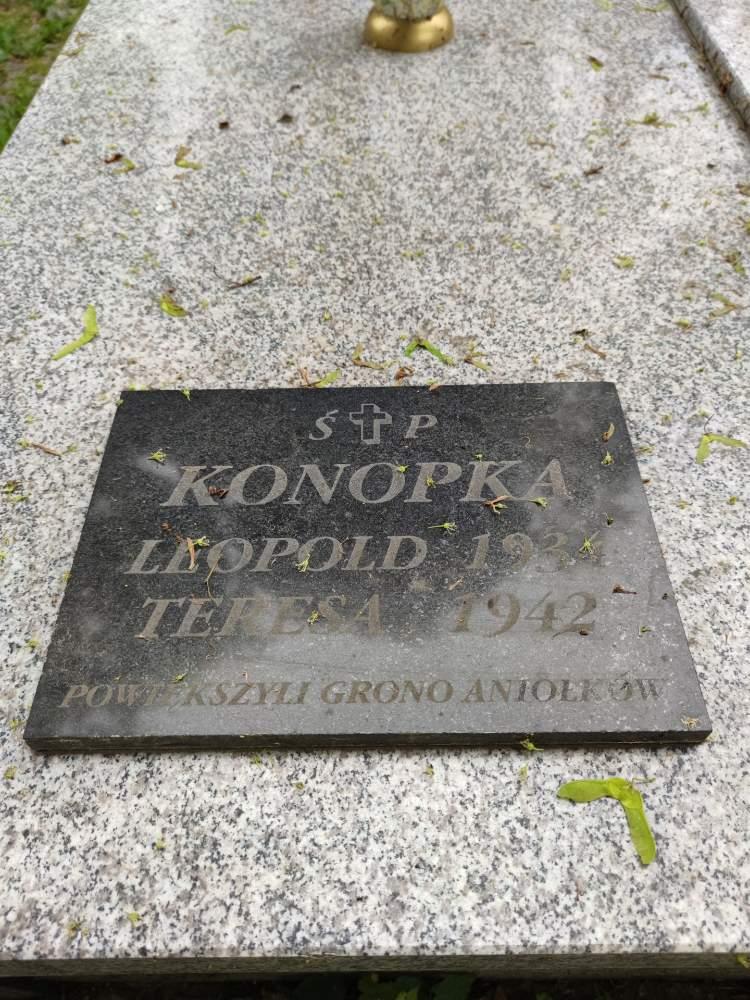 Ś P
KONOPKA
LEOPOLD 1934
TERESA 1942
POWIĘKSZYLI GRONO ANIOŁKÓW